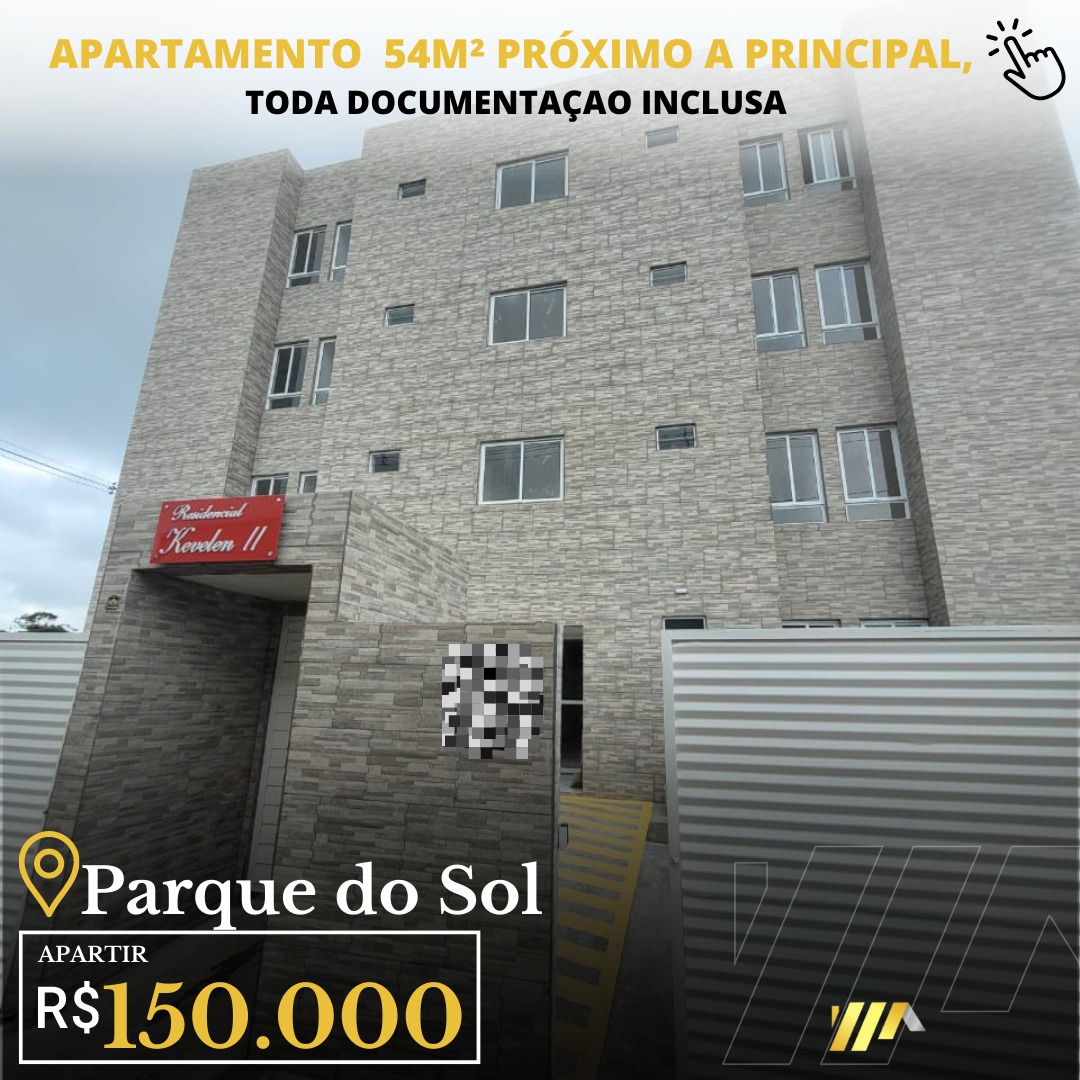 APARTAMENTO 54M² PRÓXIMO A PRINCIPAL,
TODA DOCUMENTAÇAO INCLUSA
Residencial
Kevelen II
Parque do Sol
APARTIR
R$150.000